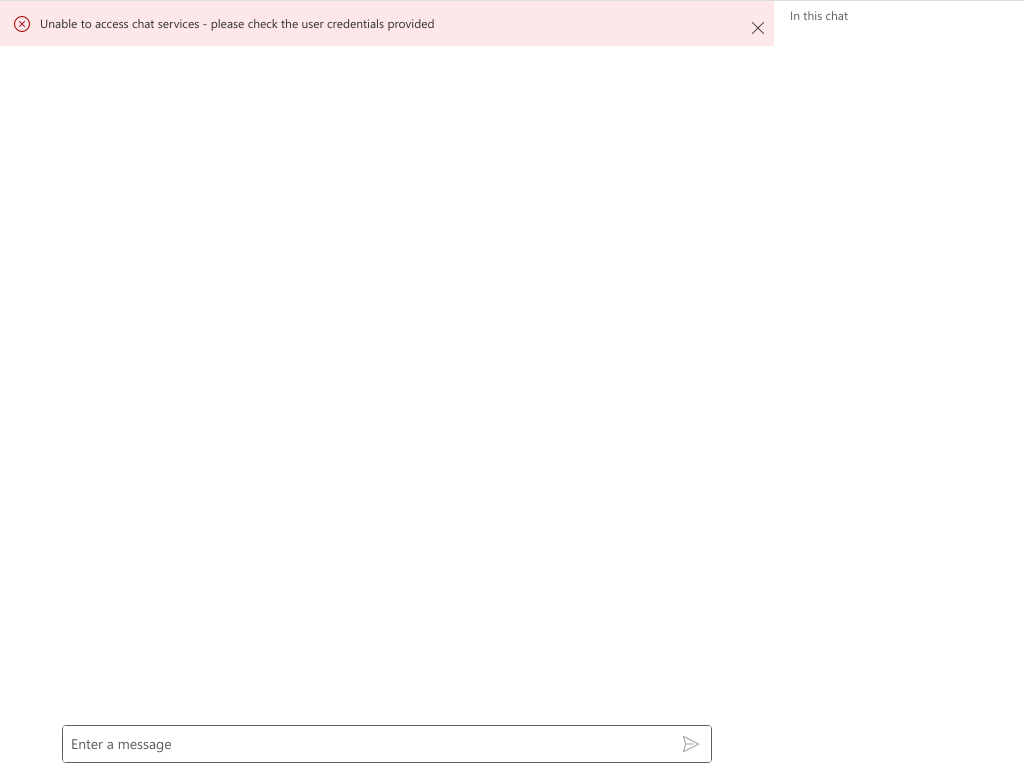 Unable to access chat services - please check the user credentials provided
In this chat
Enter a message